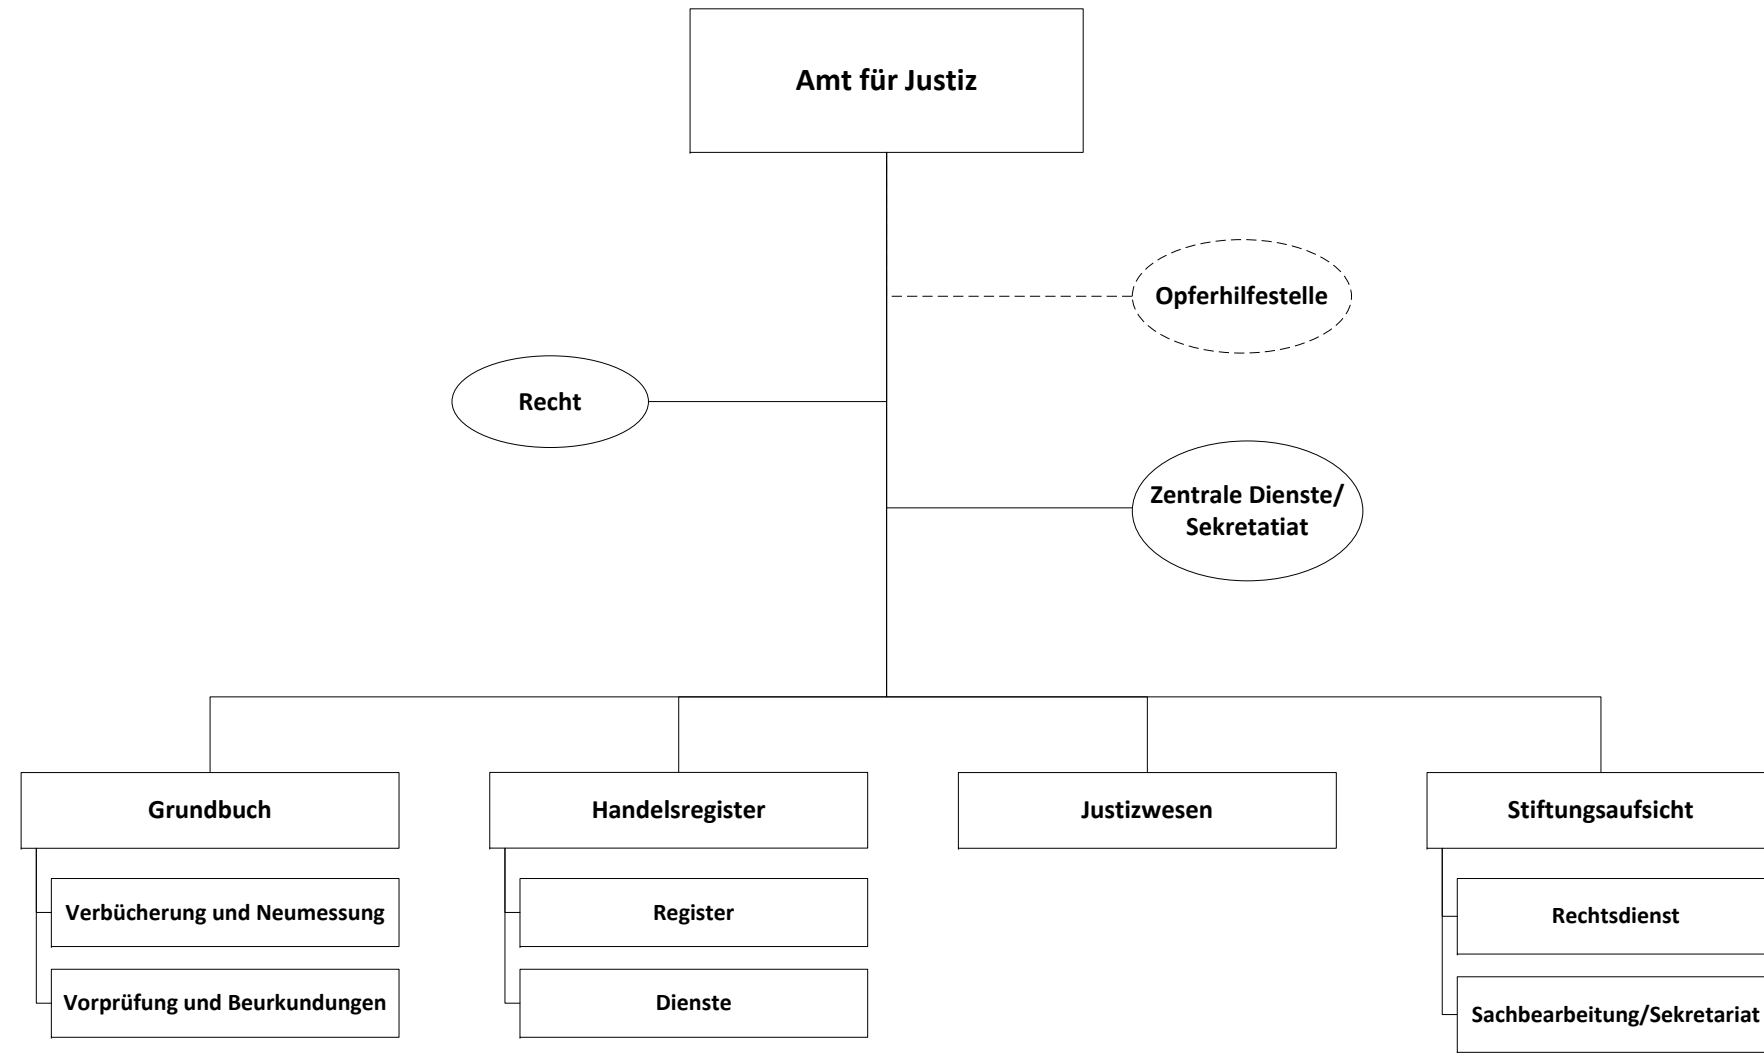 Amt für Justiz
Opferhilfestelle
Recht
Zentrale Dienste/
Sekretatiat
Grundbuch
Handelsregister
Justizwesen
Stiftungsaufsicht
Verbücherung und Neumessung
Register
Rechtsdienst
Vorprüfung und Beurkundungen
Dienste
Sachbearbeitung/Sekretariat